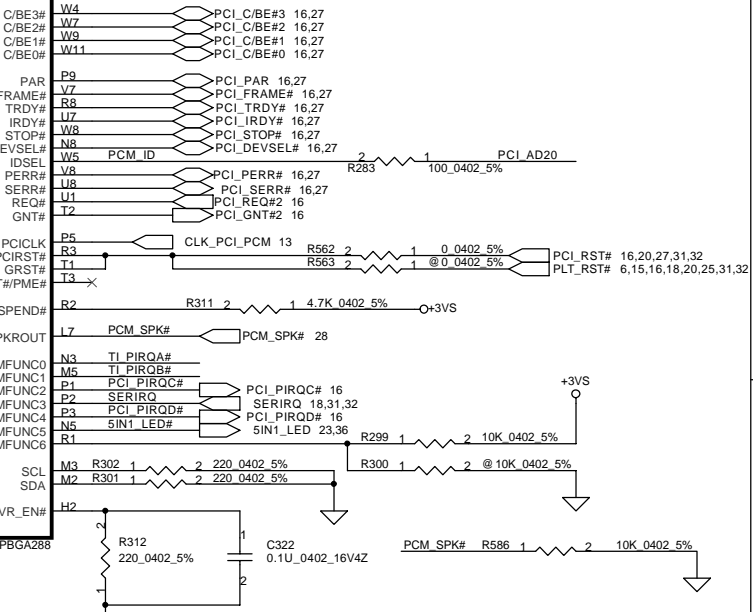 C/BE3# W4 PCI_C/BE#3 16,27
C/BE2# W7 PCI_C/BE#2 16,27
C/BE1# W9 PCI_C/BE#1 16,27
C/BE0# W11 PCI_C/BE#0 16,27
PAR P9 PCI_PAR 16,27
FRAME# V7 PCI_FRAME# 16,27
TRDY# R8 PCI_TRDY# 16,27
IRDY# U7 PCI_IRDY# 16,27
STOP# W8 PCI_STOP# 16,27
EVSEL# N8 PCI_DEVSEL# 16,27
IDSEL W5 PCM_ID 2 1 PCI_AD20
R283 100_0402_5%
PERR# V8 PCI_PERR# 16,27
SERR# U8 PCI_SERR# 16,27
REQ# U1 PCI_REQ#2 16
GNT# T2 PCI_GNT#2 16
PCICLK P5 CLK_PCI_PCM 13
PCIRST# R3 R562 2 1 0_0402_5% PCI_RST# 16,20,27,31,32
GRST# T1 R563 2 1 @0_0402_5% PLT_RST# 6,15,16,18,20,25,31,32
T#/PME# T3
SPEND# R2 R311 2 1 4.7K_0402_5% +3VS
PKROUT L7 PCM_SPK# PCM_SPK# 28
MFUNC0 N3 TI_PIRQA#
MFUNC1 M5 TI_PIRQB#
MFUNC2 P1 PCI_PIRQC# PCI_PIRQC# 16
MFUNC3 P2 SERIRQ SERIRQ 18,31,32
MFUNC4 P3 PCI_PIRQD# PCI_PIRQD# 16
MFUNC5 N5 5IN1_LED# 5IN1_LED 23,36
MFUNC6 R1
+3VS
R299 1 2 10K_0402_5%
R300 1 2 @10K_0402_5%
SCL M3 R302 1 2 220_0402_5%
SDA M2 R301 1 2 220_0402_5%
VR_EN# H2
PBGA288
2 R312 1
220_0402_5%
1 C322 2
0.1U_0402_16V4Z
PCM_SPK# R586 1 2 10K_0402_5%